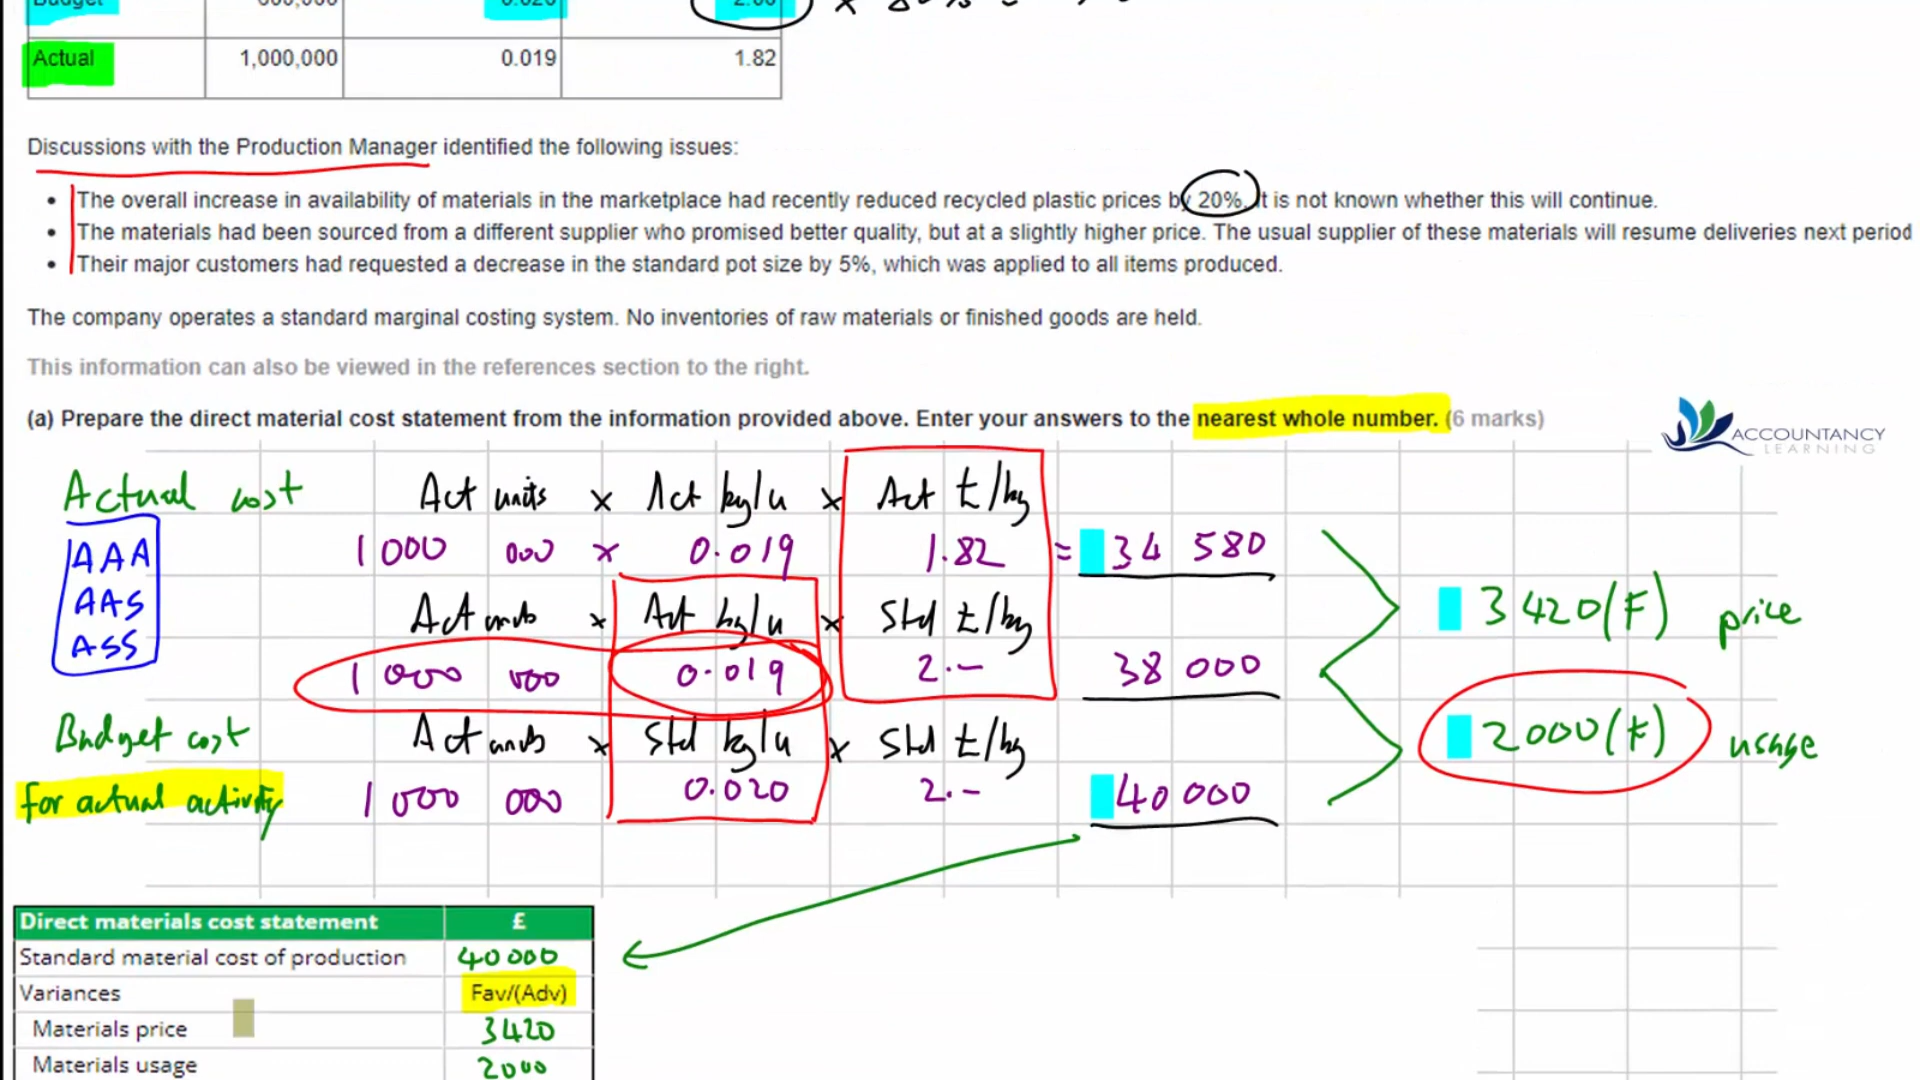 Budget 0.020 2.00 × 80% =
Actual 1,000,000 0.019 1.82
Discussions with the Production Manager identified the following issues:
• The overall increase in availability of materials in the marketplace had recently reduced recycled plastic prices by 20%. It is not known whether this will continue.
• The materials had been sourced from a different supplier who promised better quality, but at a slightly higher price. The usual supplier of these materials will resume deliveries next period
• Their major customers had requested a decrease in the standard pot size by 5%, which was applied to all items produced.
The company operates a standard marginal costing system. No inventories of raw materials or finished goods are held.
This information can also be viewed in the references section to the right.
(a) Prepare the direct material cost statement from the information provided above. Enter your answers to the nearest whole number. (6 marks)
ACCOUNTANCY
LEARNING
Actual cost Act units × Act kg/u × Act £/kg
AAA 1 000 000 × 0.019 1.82 = 34 580
AAS Act units × Act kg/u × Std £/kg 3420(F) price
ASS 1 000 000 0.019 2.- 38 000
Budget cost Act units × Std kg/u × Std £/kg 2000(F) usage
for actual activity 1 000 000 0.020 2.- 40 000
Direct materials cost statement £
Standard material cost of production 40000
Variances Fav/(Adv)
Materials price 3420
Materials usage 2000